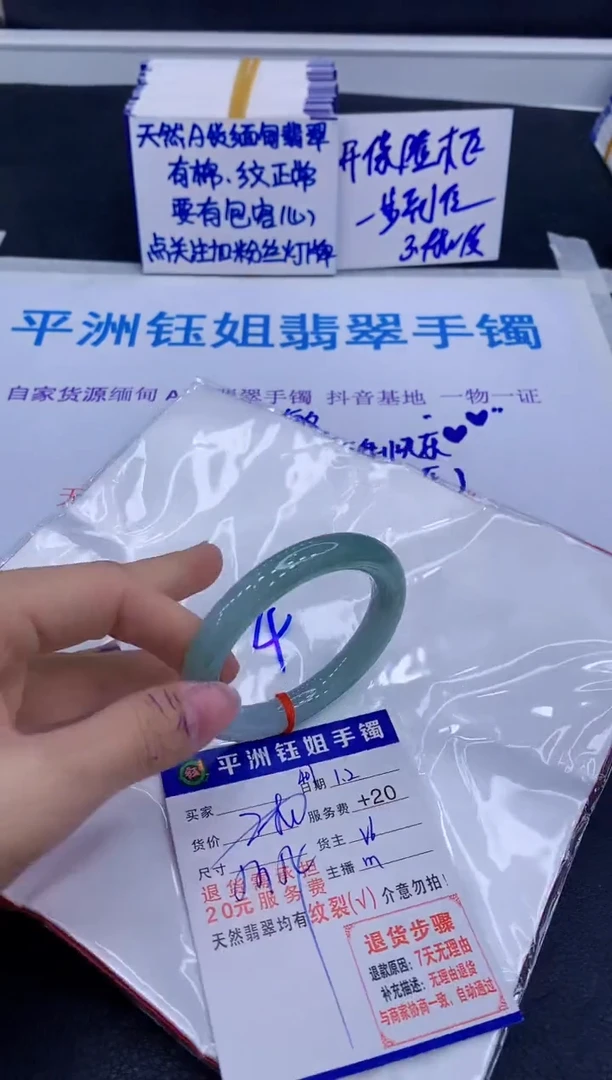 天然A货缅甸翡翠
有棉、纹正常
要有包容心
点关注加粉丝灯牌
一步到位
平洲钰姐翡翠手镯
自家货源缅甸A 翡翠手镯 抖音基地 一物一证
4
钰
平洲钰姐手镯
买家
日期 1.2
货价
服务费 +20
尺寸
货主 V6
主播 m
退货需承担
20元服务费
天然翡翠均有纹裂(√) 介意勿拍!
退货步骤
退款原因: 7天无理由
补充描述: 无理由退货
与商家协商一致，自动通过